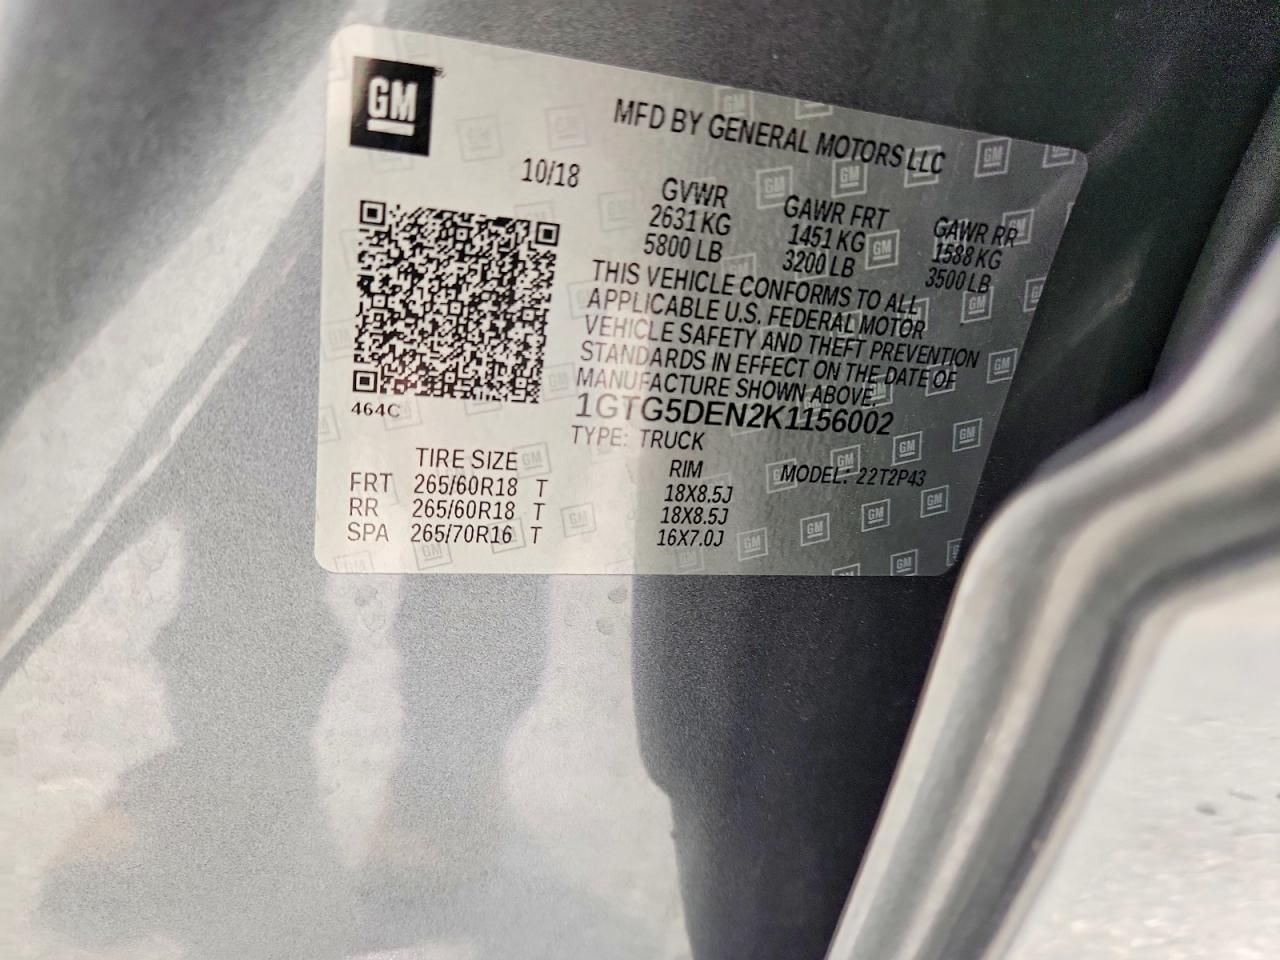 GM
MFD BY GENERAL MOTORS LLC
10/18
GVWR GAWR FRT GAWR RR
2631 KG 1451 KG 1588 KG
5800 LB 3200 LB 3500 LB
THIS VEHICLE CONFORMS TO ALL
APPLICABLE U.S. FEDERAL MOTOR
VEHICLE SAFETY AND THEFT PREVENTION
STANDARDS IN EFFECT ON THE DATE OF
MANUFACTURE SHOWN ABOVE.
464C
1GTG5DEN2K1156002
TYPE: TRUCK
MODEL: 22T2P43
TIRE SIZE RIM
FRT 265/60R18 T 18X8.5J
RR 265/60R18 T 18X8.5J
SPA 265/70R16 T 16X7.0J